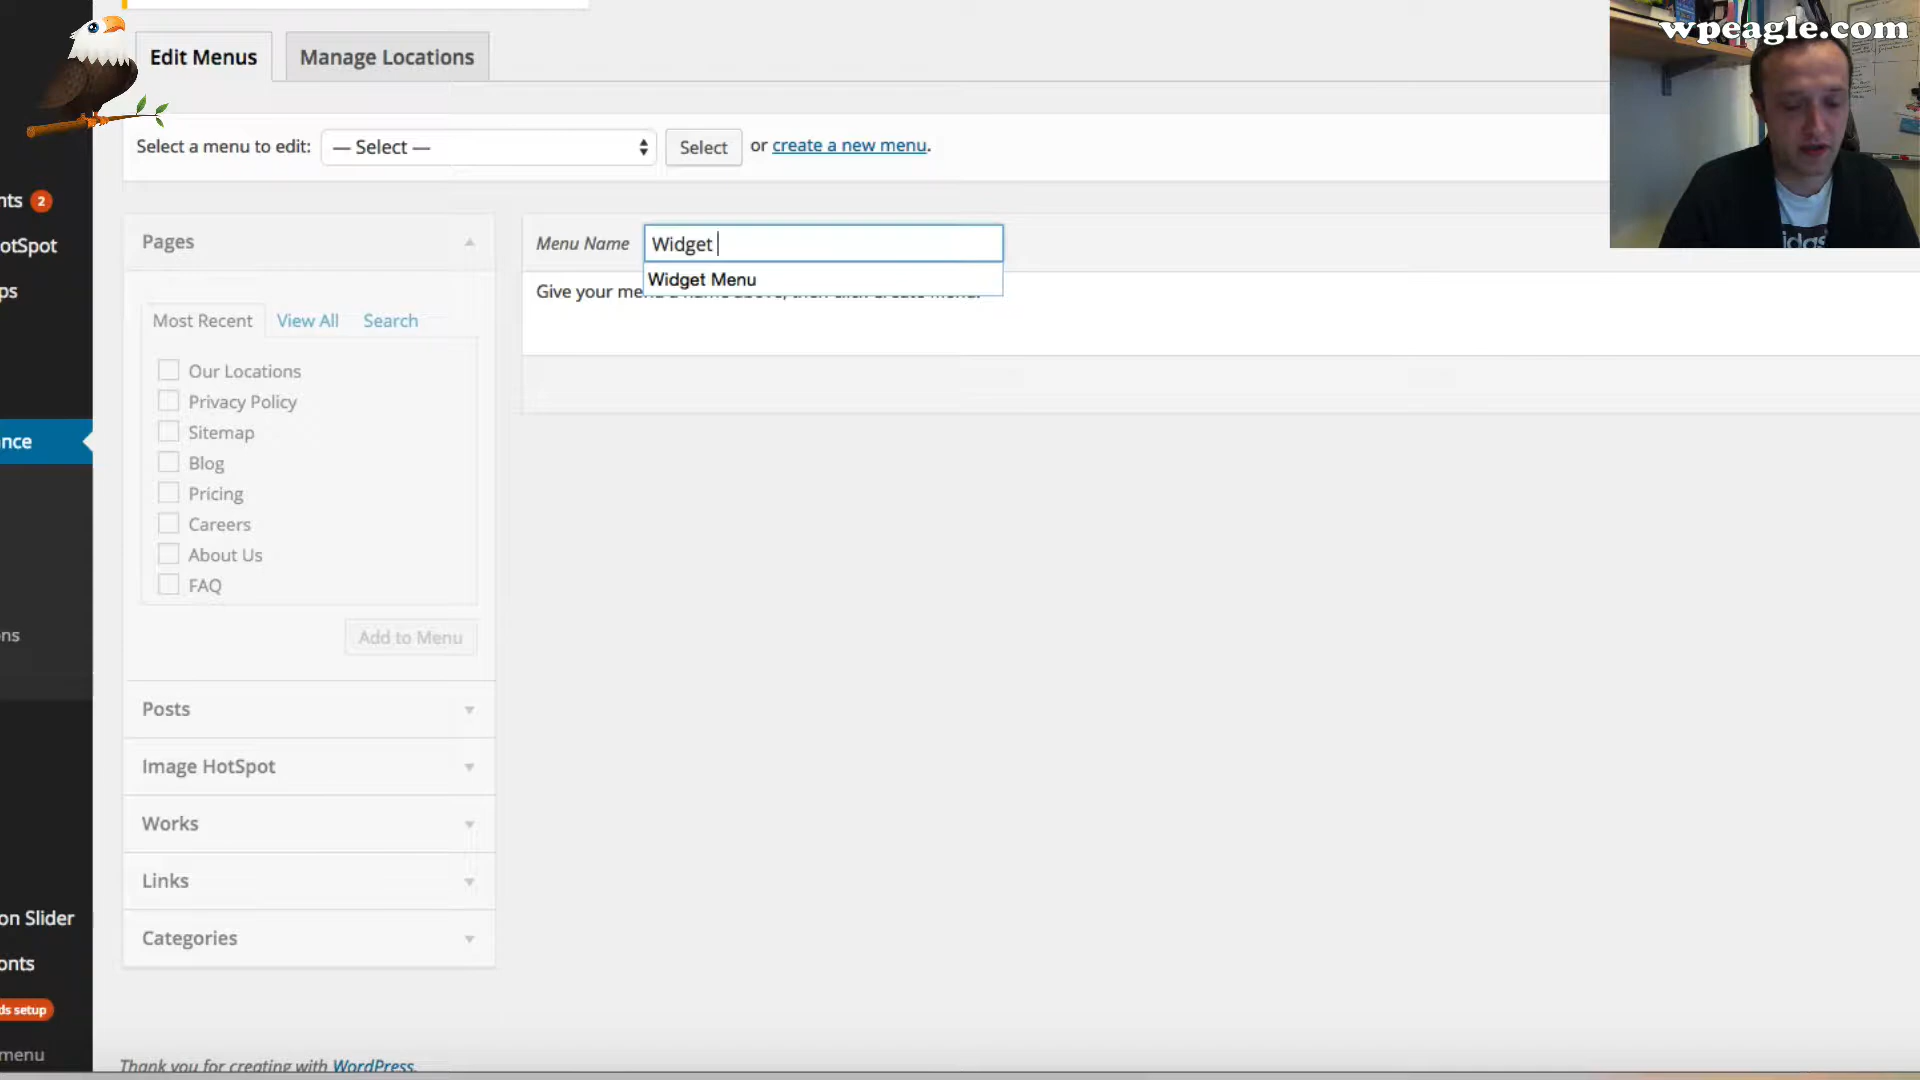 wpeagle.com
Edit Menus
Manage Locations
Select a menu to edit: — Select — Select or create a new menu.
nts 2
otSpot
ps
nce
ons
on Slider
onts
ds setup
menu
Pages
Most Recent View All Search
Our Locations
Privacy Policy
Sitemap
Blog
Pricing
Careers
About Us
FAQ
Add to Menu
Posts
Image HotSpot
Works
Links
Categories
Menu Name Widget
Widget Menu
Give your me
Thank you for creating with WordPress.